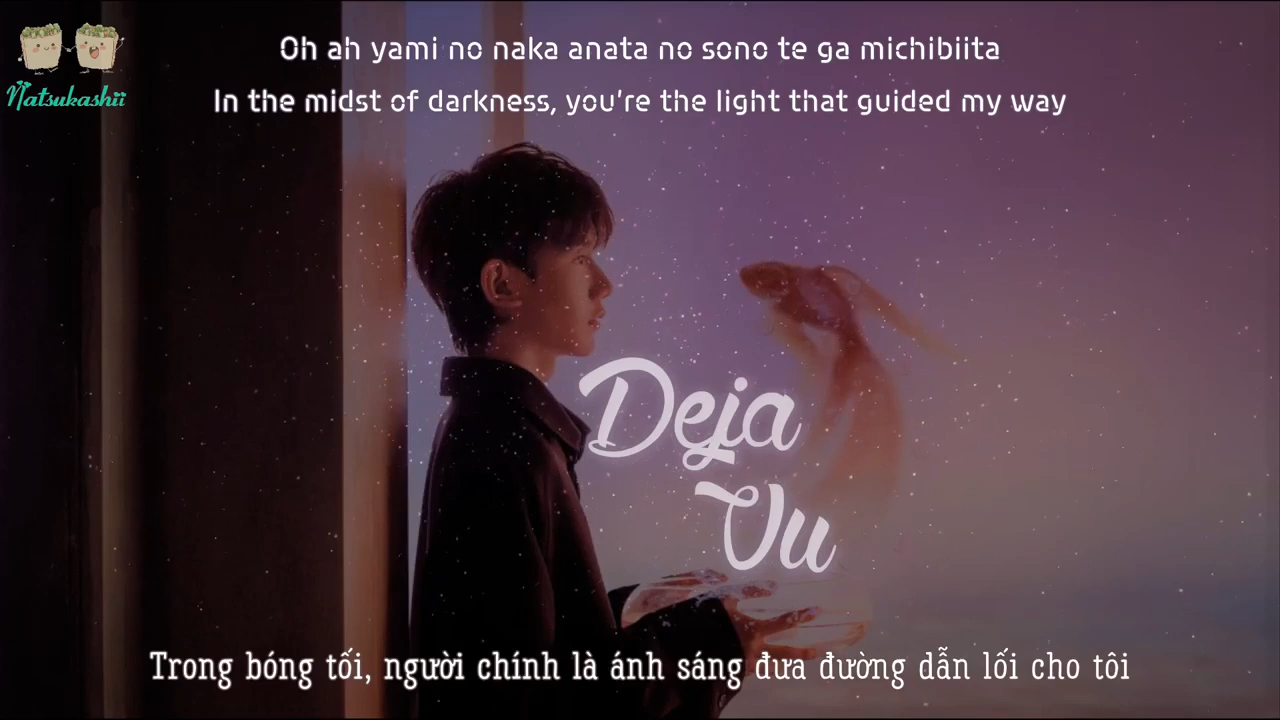 Oh ah yami no naka anata no sono te ga michibiita
In the midst of darkness, you're the light that guided my way
Natsukashii
Deja
Vu
Trong bóng tối, người chính là ánh sáng đưa đường dẫn lối cho tôi